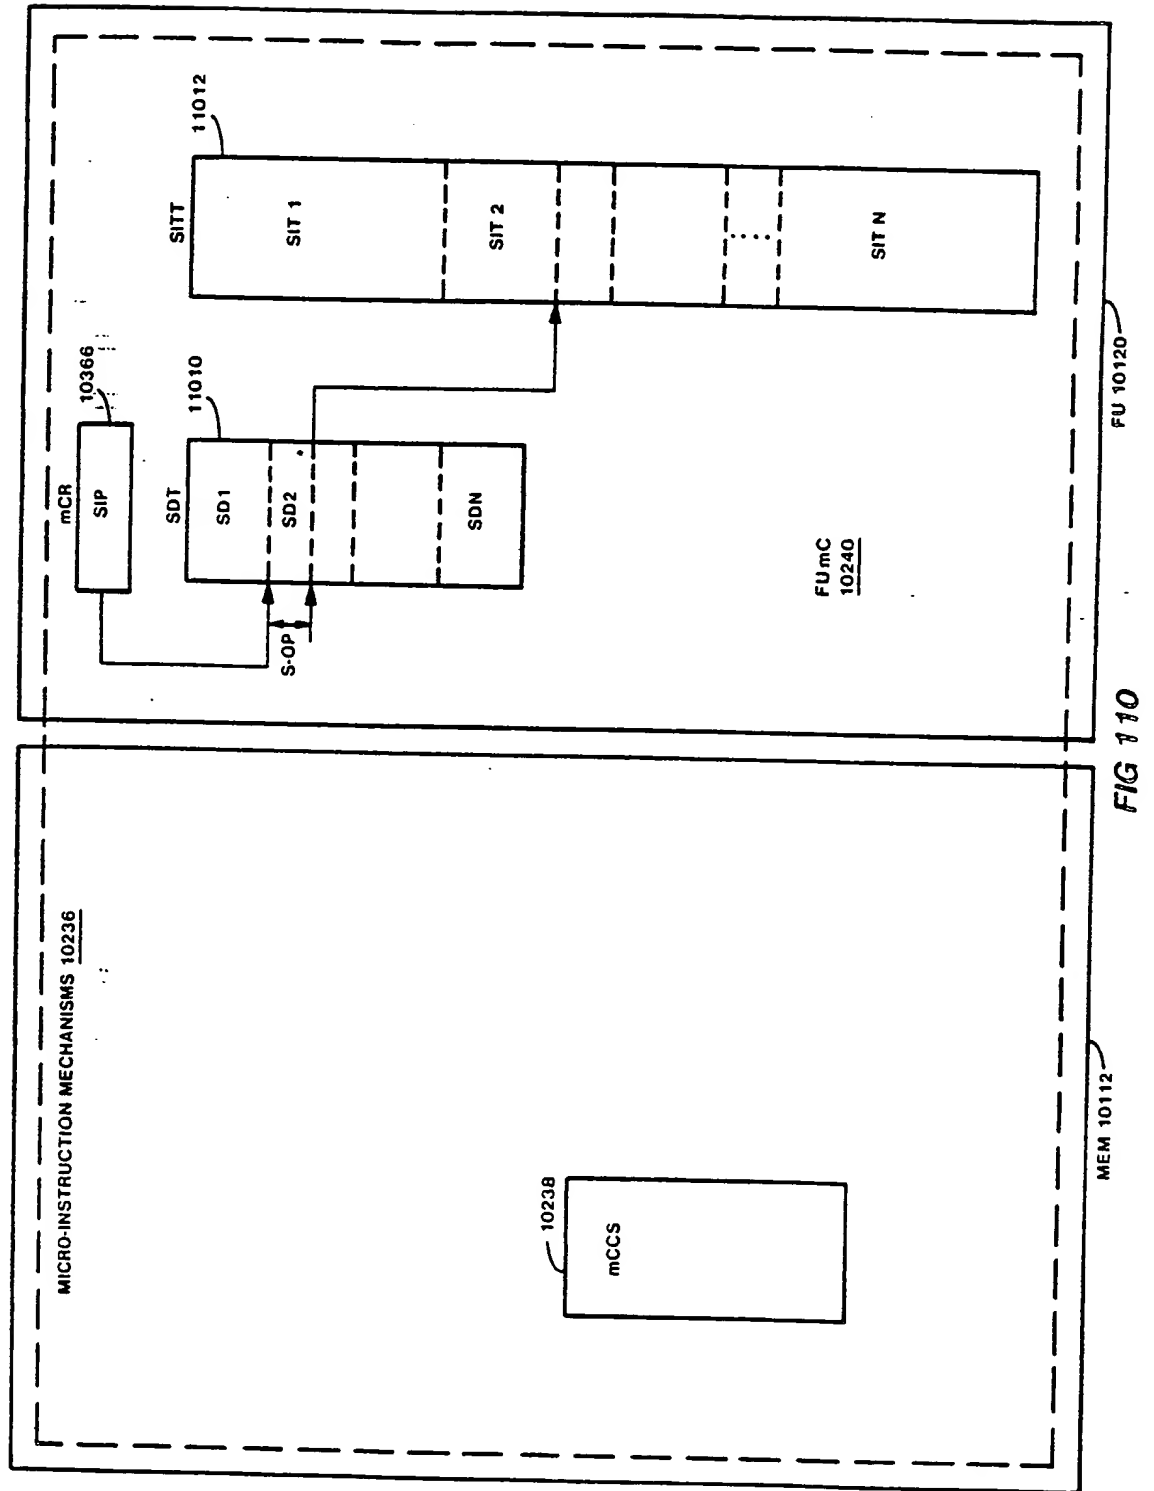 MICRO-INSTRUCTION MECHANISMS 10236
10238
mCCS
MEM 10112
mCR
10366
SIP
SDT
11010
SD1
SD2
SDN
S-OP
SITT
11012
SIT 1
SIT 2
SIT N
FUmC
10240
FU 10120
FIG 110